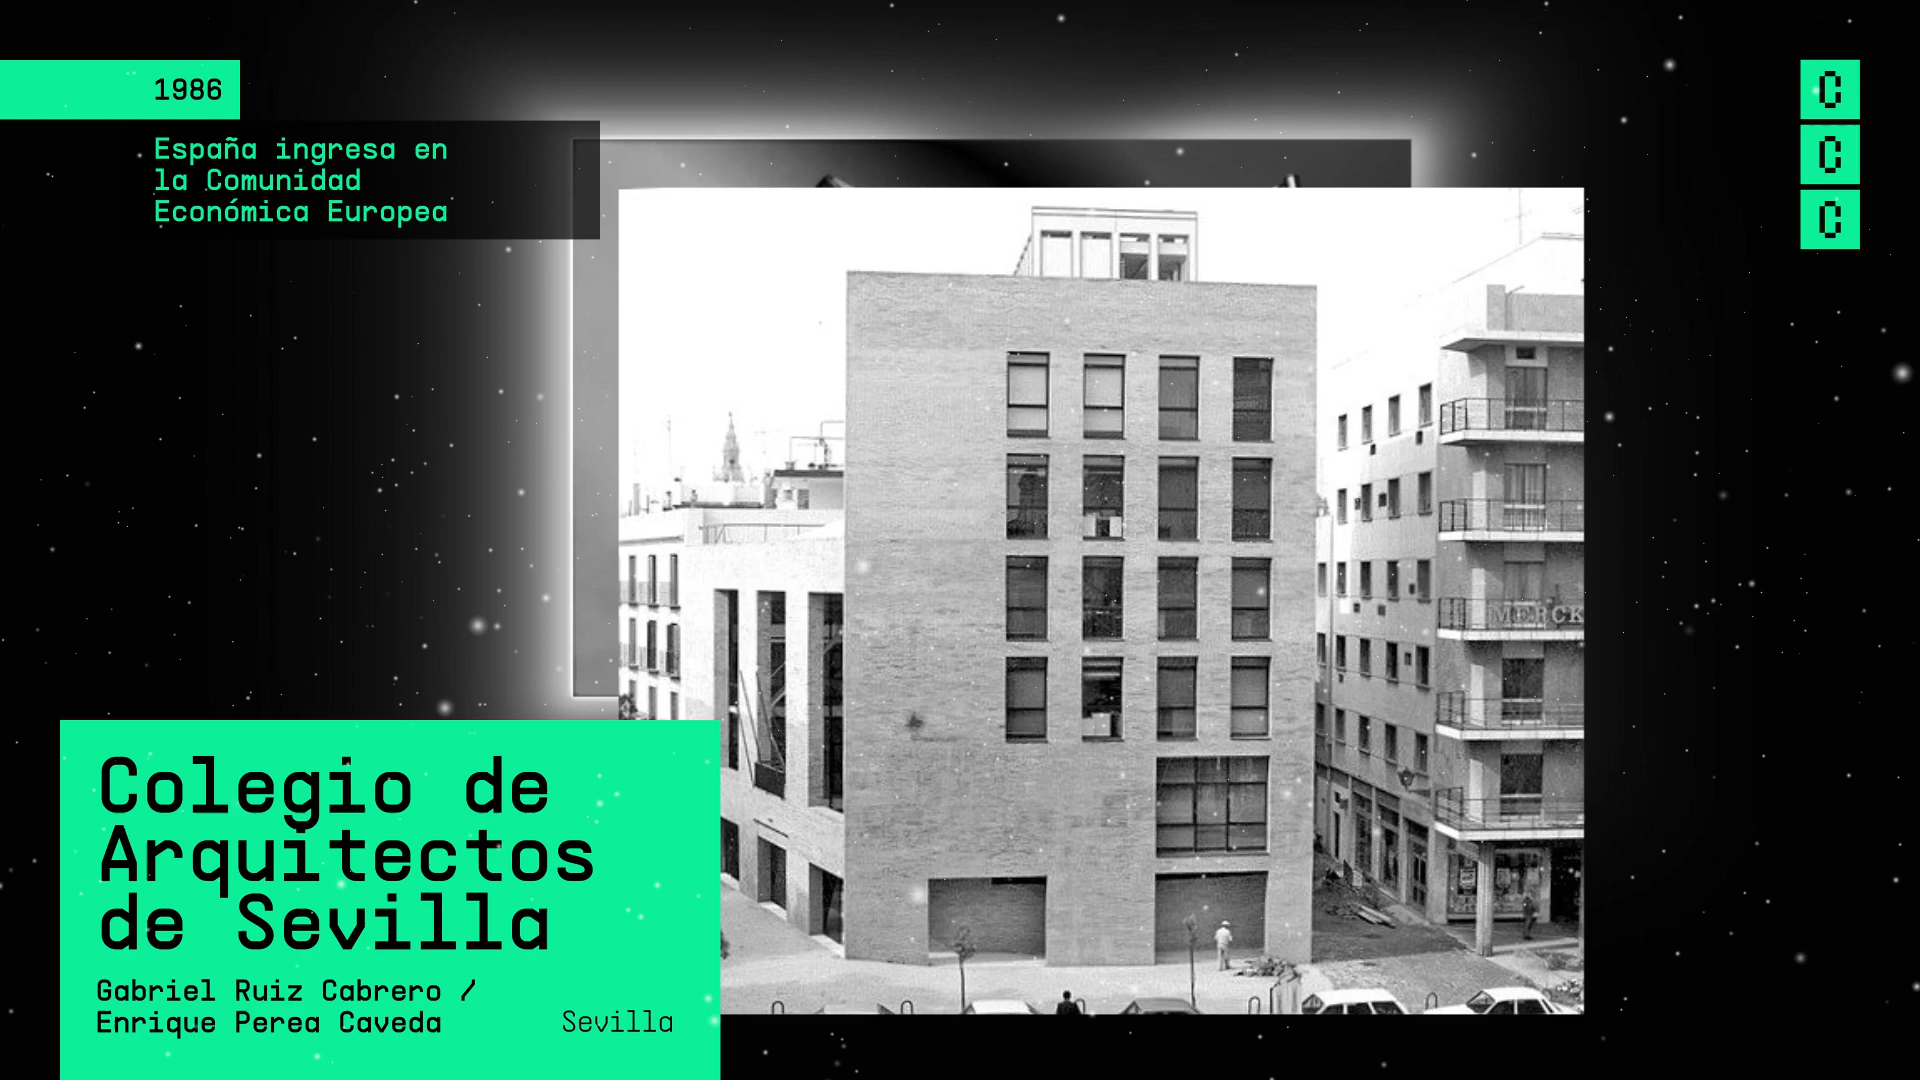 1986
España ingresa en
la Comunidad
Económica Europea
C
C
C
MERCK
Colegio de
Arquitectos
de Sevilla
Gabriel Ruiz Cabrero /
Enrique Perea Caveda
Sevilla